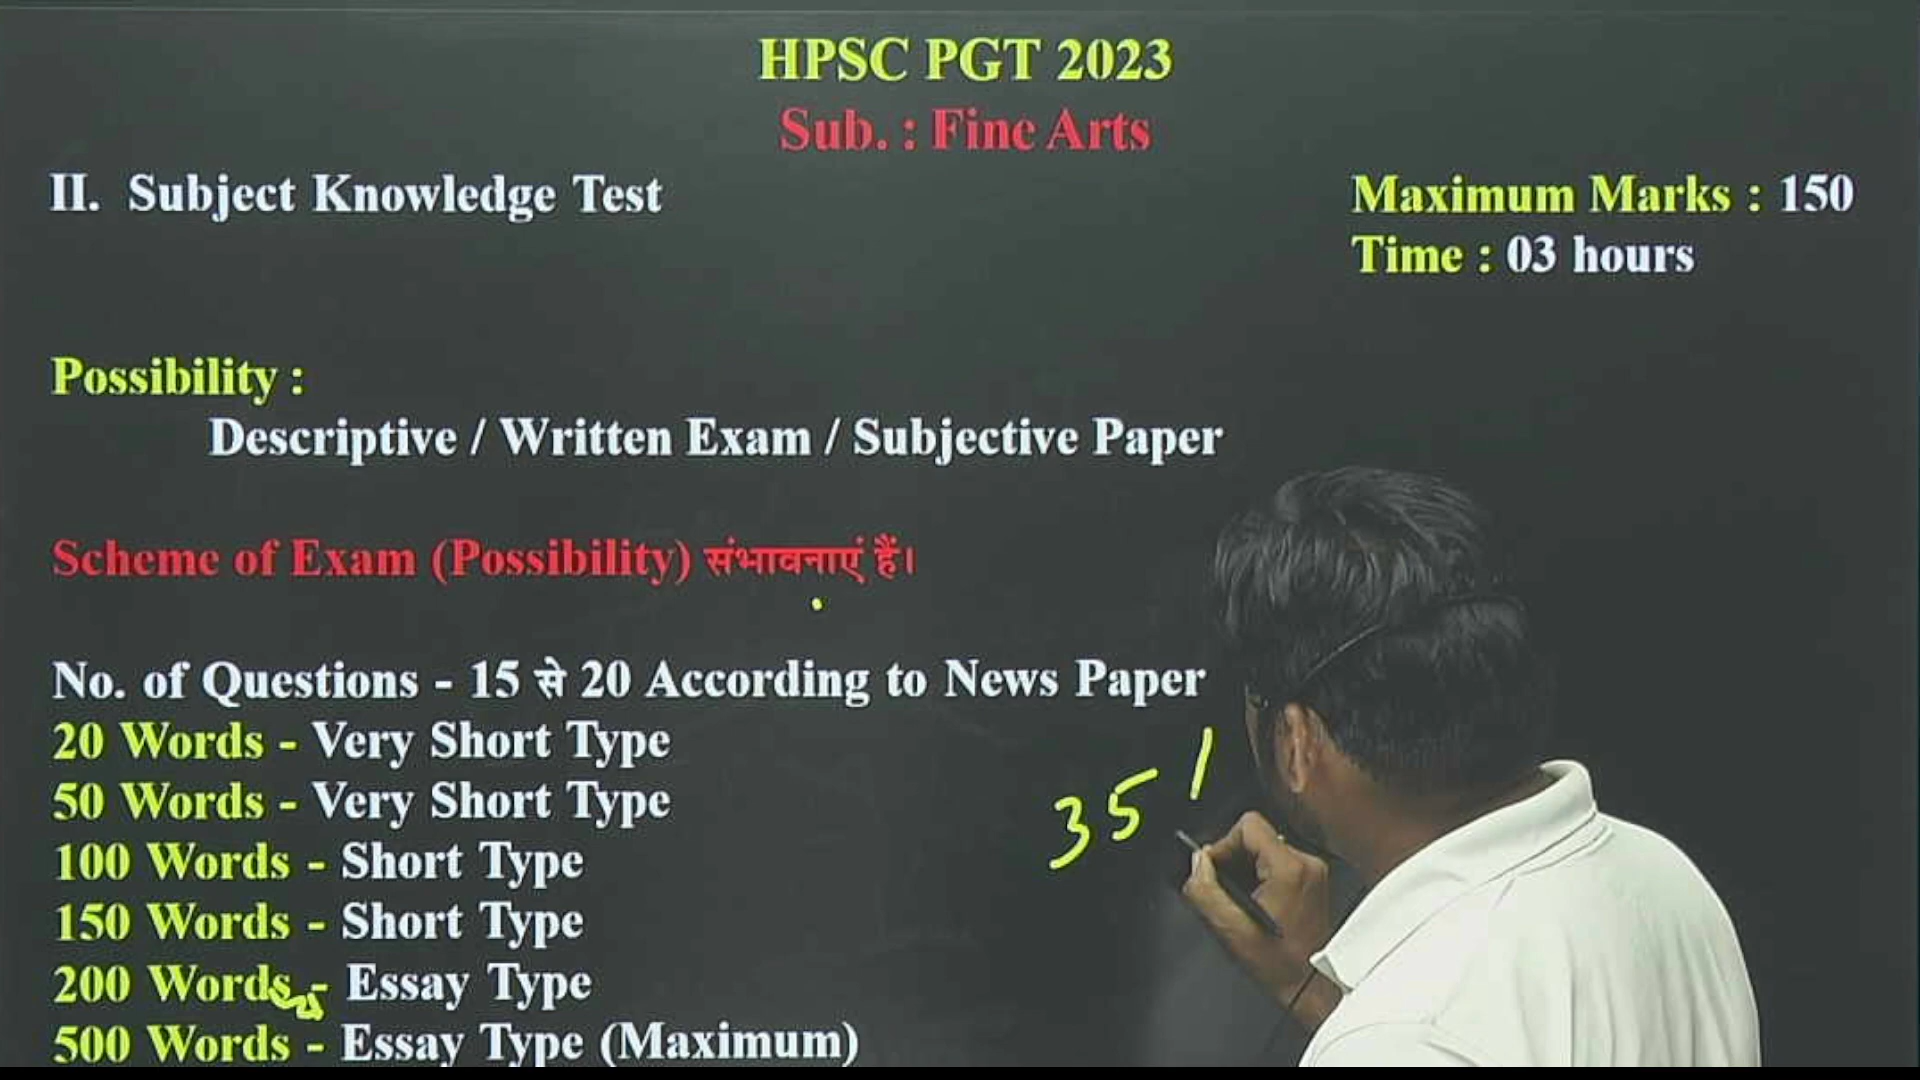 HPSC PGT 2023
Sub. : Fine Arts
II. Subject Knowledge Test
Maximum Marks : 150
Time : 03 hours
Possibility :
Descriptive / Written Exam / Subjective Paper
Scheme of Exam (Possibility) संभावनाएं हैं।
No. of Questions - 15 से 20 According to News Paper
20 Words - Very Short Type
50 Words - Very Short Type
35 1
100 Words - Short Type
150 Words - Short Type
200 Words - Essay Type
500 Words - Essay Type (Maximum)